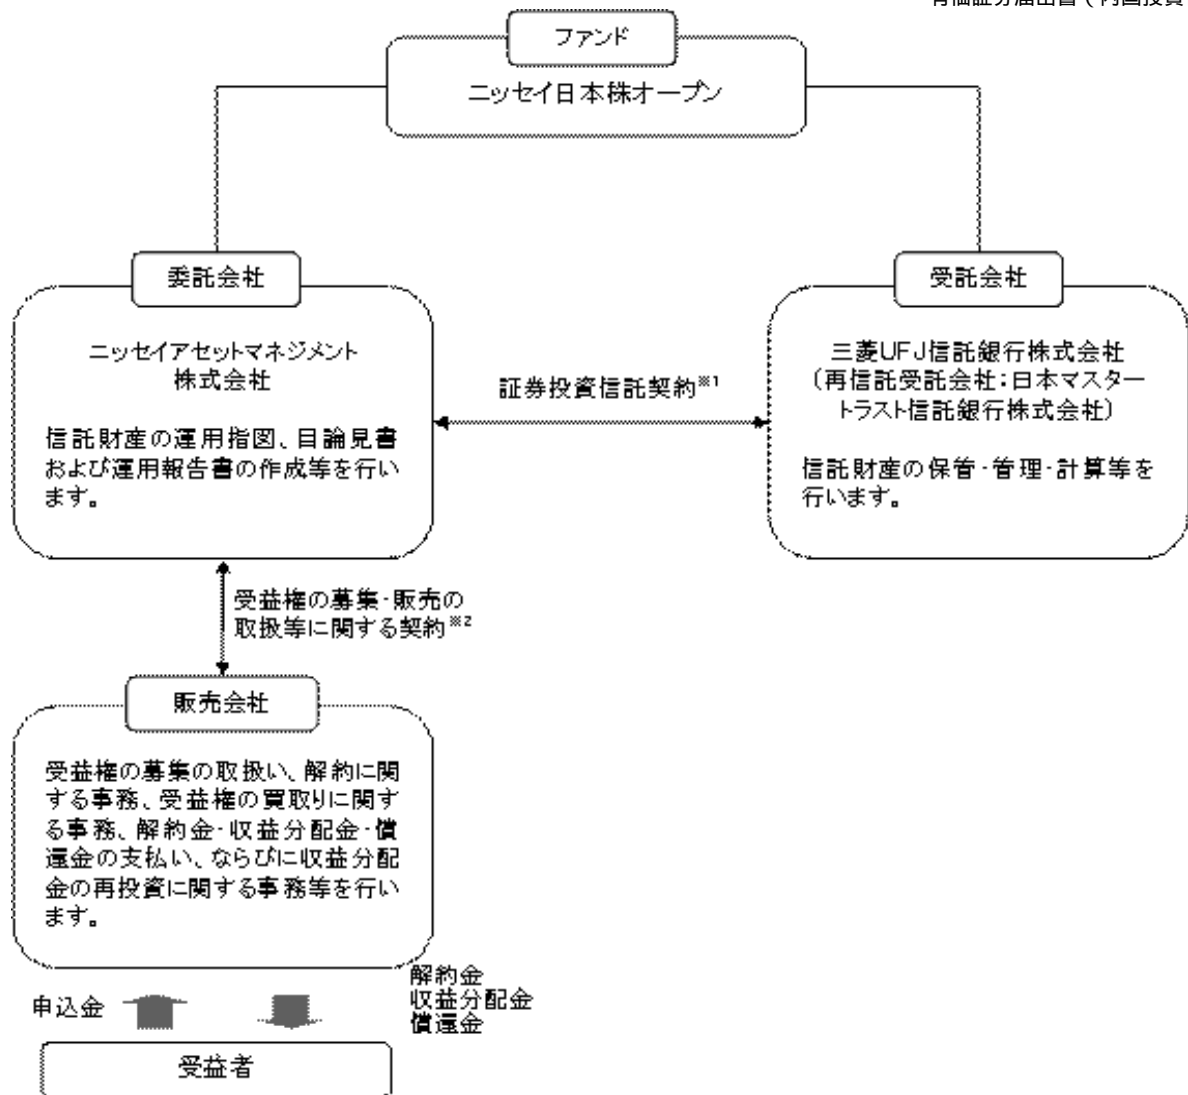 有価証券届出書（内国投資
ファンド
ニッセイ日本株オープン
委託会社
ニッセイアセットマネジメント
株式会社
信託財産の運用指図、目論見書
および運用報告書の作成等を行い
ます。
証券投資信託契約※1
受託会社
三菱UFJ信託銀行株式会社
（再信託受託会社：日本マスター
トラスト信託銀行株式会社）
信託財産の保管・管理・計算等を
行います。
受益権の募集・販売の
取扱等に関する契約※2
販売会社
受益権の募集の取扱い、解約に関
する事務、受益権の買取りに関す
る事務、解約金・収益分配金・償
還金の支払い、ならびに収益分配
金の再投資に関する事務等を行い
ます。
申込金
解約金
収益分配金
償還金
受益者